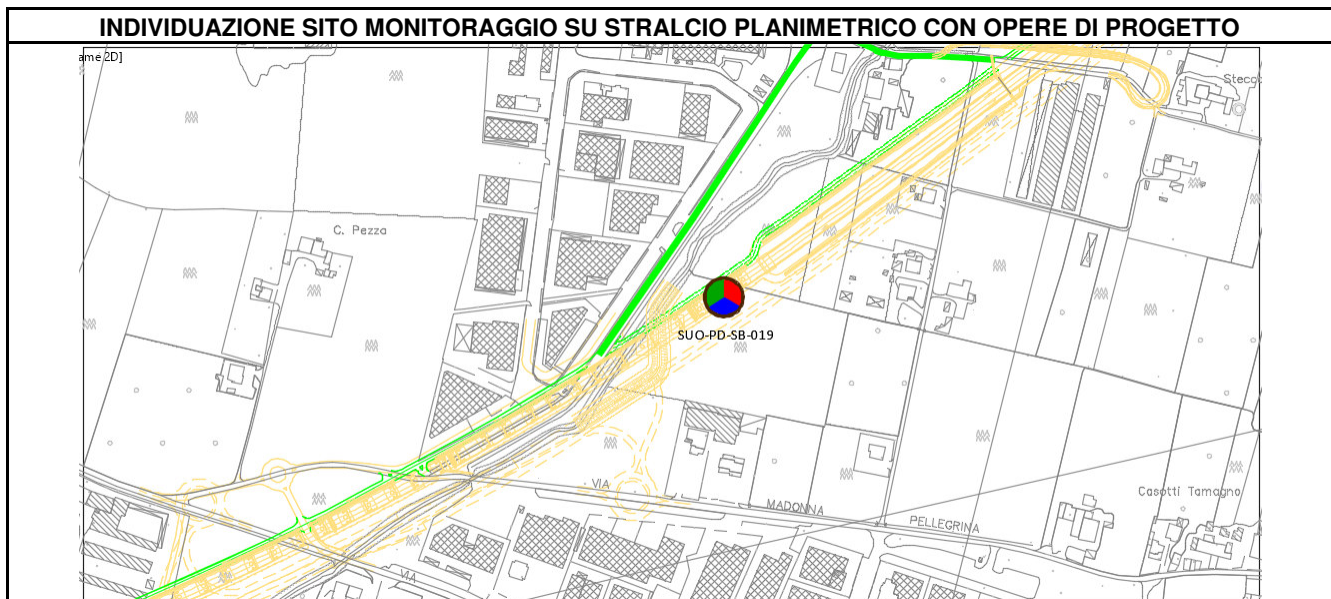 INDIVIDUAZIONE SITO MONITORAGGIO SU STRALCIO PLANIMETRICO CON OPERE DI PROGETTO
ame 2D]
Stecc
C. Pezza
SUO-PD-SB-019
Casotti Tamagno
VIA
MADONNA
PELLEGRINA
VIA